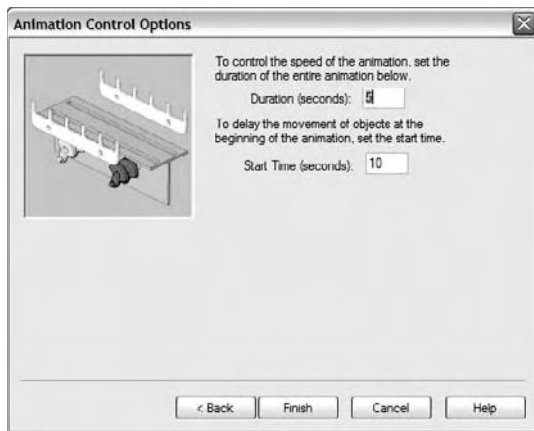 Animation Control Options
To control the speed of the animation, set the
duration of the entire animation below.
Duration (seconds): 5
To delay the movement of objects at the
beginning of the animation, set the start time.
Start Time (seconds): 10
< Back Finish Cancel Help